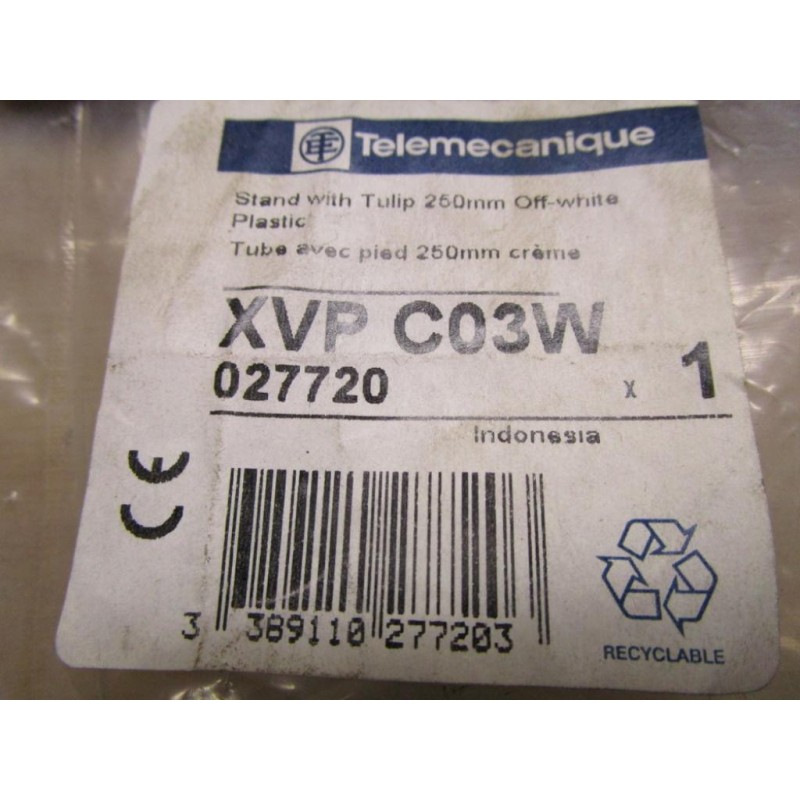 Telemecanique
Stand with Tulip 250mm Off-white
Plastic
Tube avec pied 250mm crème
XVP C03W
027720 x 1
Indonesia
CE
3 389110 277203
RECYCLABLE